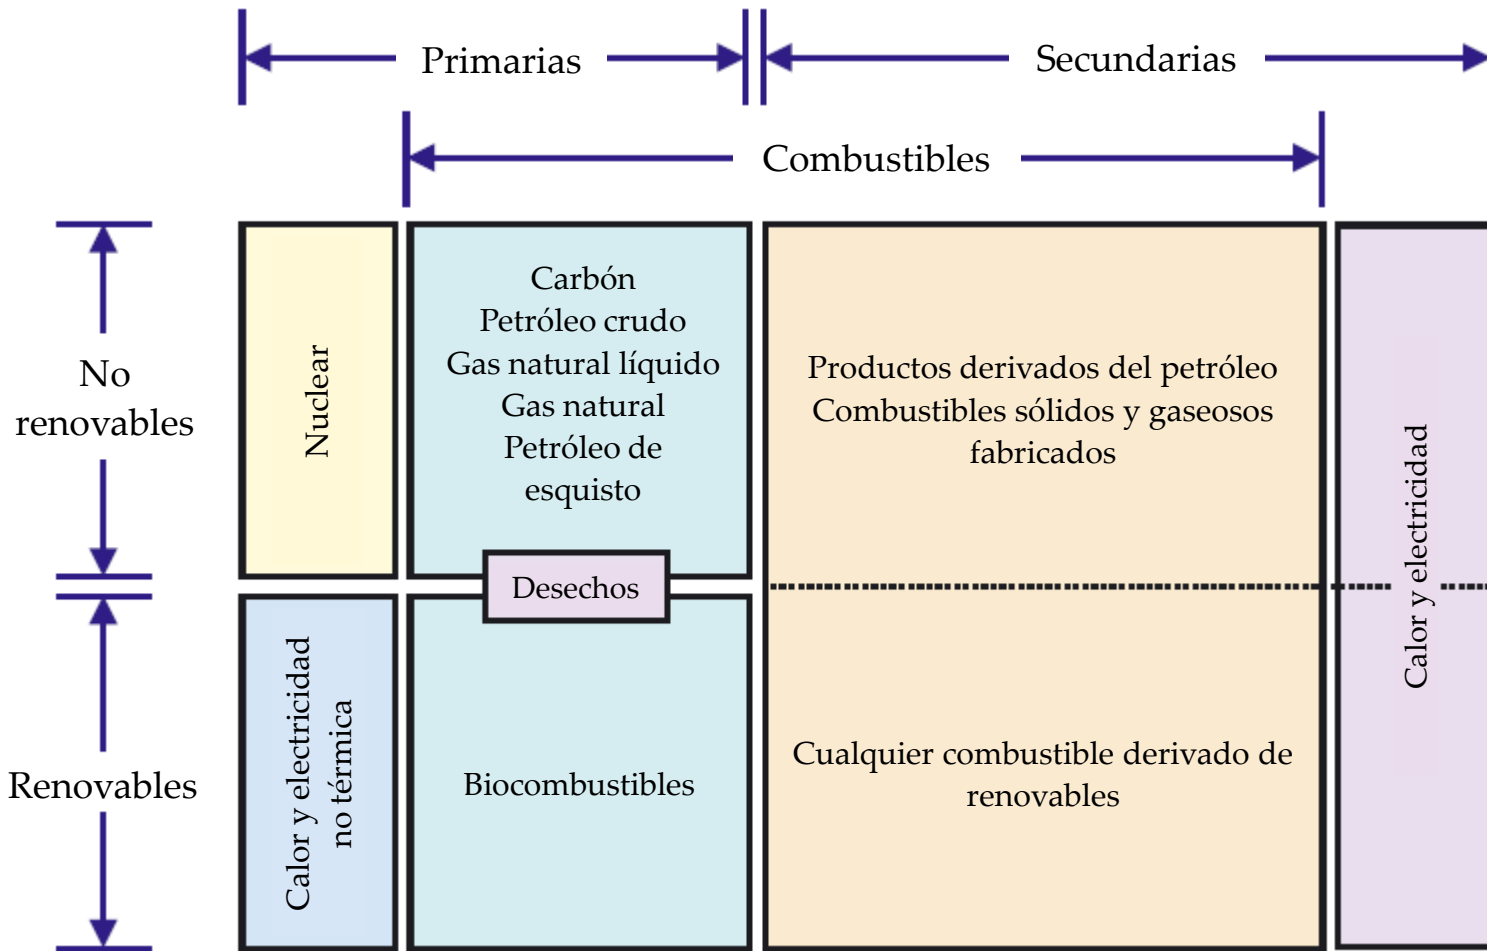 Primarias
Secundarias
Combustibles
No
renovables
Nuclear
Carbón
Petróleo crudo
Gas natural líquido
Gas natural
Petróleo de
esquisto
Productos derivados del petróleo
Combustibles sólidos y gaseosos
fabricados
Calor y electricidad
Desechos
Renovables
Calor y electricidad
no térmica
Biocombustibles
Cualquier combustible derivado de
renovables